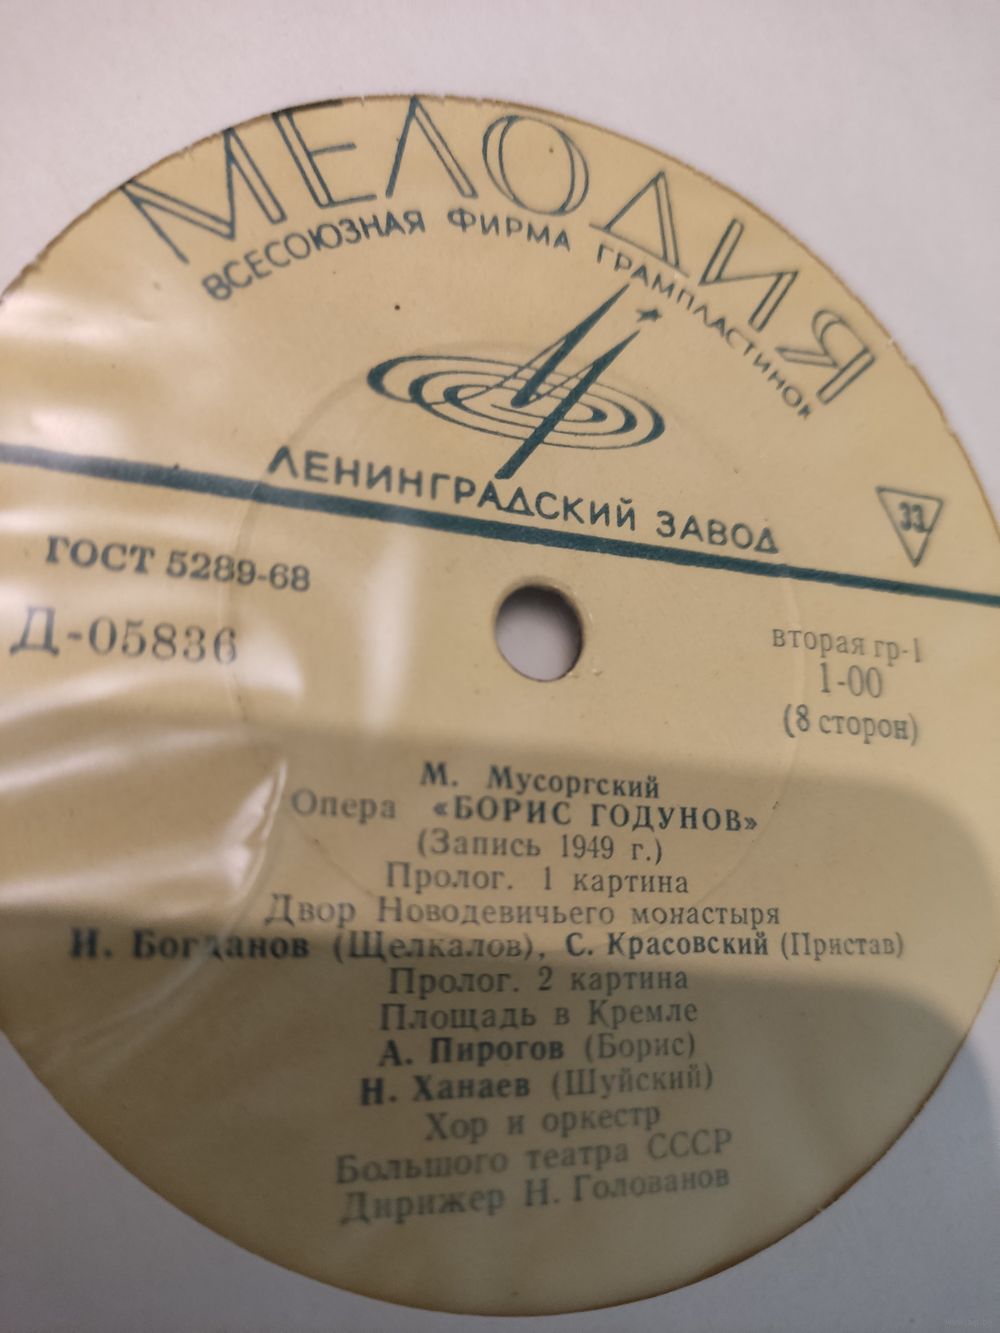 МЕЛОДИЯ
ВСЕСОЮЗНАЯ ФИРМА ГРАМПЛАСТИНОК
ЛЕНИНГРАДСКИЙ ЗАВОД
33
ГОСТ 5289-68
Д-05836
вторая гр-1
1-00
(8 сторон)
М. Мусоргский
Опера «БОРИС ГОДУНОВ»
(Запись 1949 г.)
Пролог. 1 картина
Двор Новодевичьего монастыря
И. Богданов (Щелкалов), С. Красовский (Пристав)
Пролог. 2 картина
Площадь в Кремле
А. Пирогов (Борис)
Н. Ханаев (Шуйский)
Хор и оркестр
Большого театра СССР
Дирижер Н. Голованов